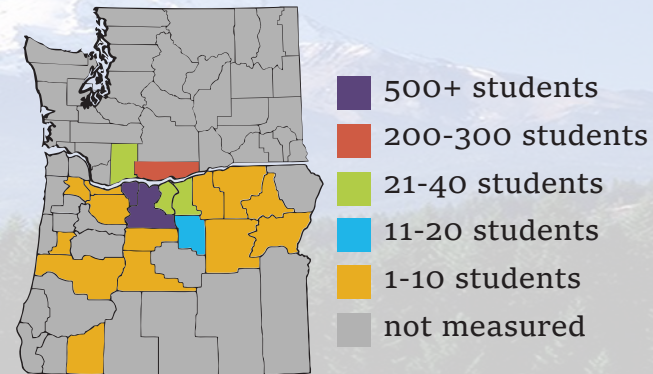 500+ students
200-300 students
21-40 students
11-20 students
1-10 students
not measured